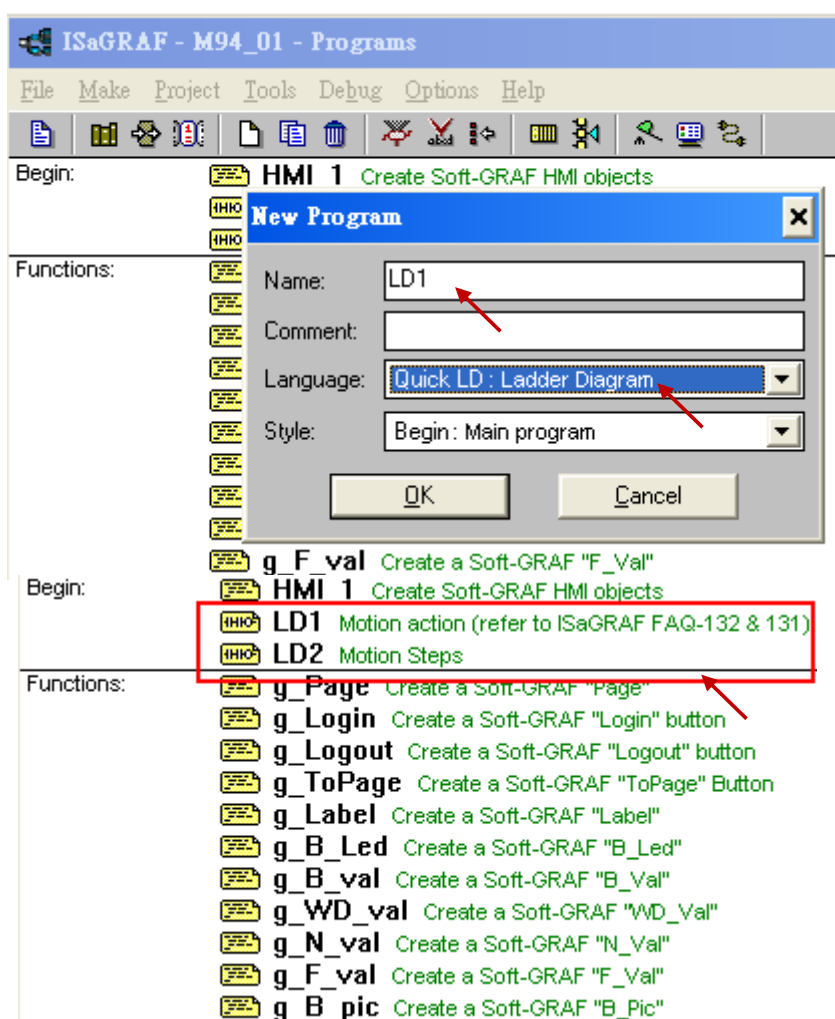 ISaGRAF - M94_01 - Programs
File Make Project Tools Debug Options Help
Begin: HMI_1 Create Soft-GRAF HMI objects
New Program
Functions:
Name: LD1
Comment:
Language: Quick LD : Ladder Diagram
Style: Begin : Main program
OK Cancel
g_F_val Create a Soft-GRAF "F_Val"
Begin: HMI_1 Create Soft-GRAF HMI objects
LD1 Motion action (refer to ISaGRAF FAQ-132 & 131)
LD2 Motion Steps
Functions: g_Page Create a Soft-GRAF "Page"
g_Login Create a Soft-GRAF "Login" button
g_Logout Create a Soft-GRAF "Logout" button
g_ToPage Create a Soft-GRAF "ToPage" Button
g_Label Create a Soft-GRAF "Label"
g_B_Led Create a Soft-GRAF "B_Led"
g_B_val Create a Soft-GRAF "B_Val"
g_WD_val Create a Soft-GRAF "WD_Val"
g_N_val Create a Soft-GRAF "N_Val"
g_F_val Create a Soft-GRAF "F_Val"
g_B_pic Create a Soft-GRAF "B_Pic"